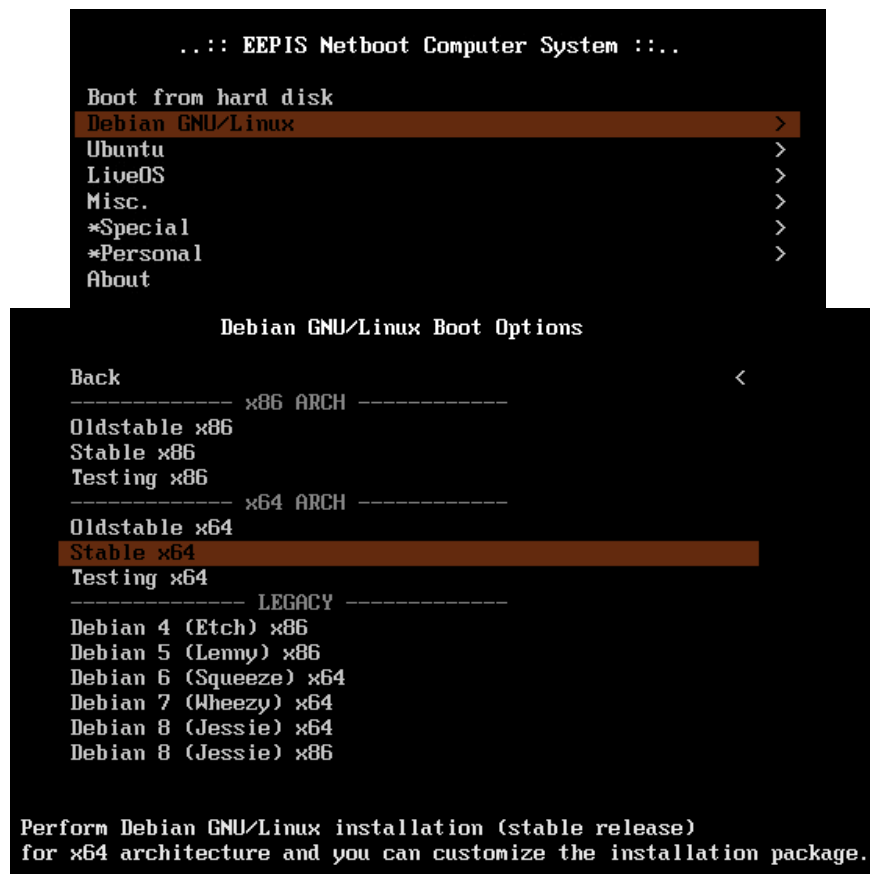 ..:: EEPIS Netboot Computer System ::..
Boot from hard disk
Debian GNU/Linux >
Ubuntu >
LiveOS >
Misc. >
*Special >
*Personal >
About
Debian GNU/Linux Boot Options
Back <
------------- x86 ARCH ------------
Oldstable x86
Stable x86
Testing x86
------------- x64 ARCH ------------
Oldstable x64
Stable x64
Testing x64
-------------- LEGACY -------------
Debian 4 (Etch) x86
Debian 5 (Lenny) x86
Debian 6 (Squeeze) x64
Debian 7 (Wheezy) x64
Debian 8 (Jessie) x64
Debian 8 (Jessie) x86
Perform Debian GNU/Linux installation (stable release)
for x64 architecture and you can customize the installation package.